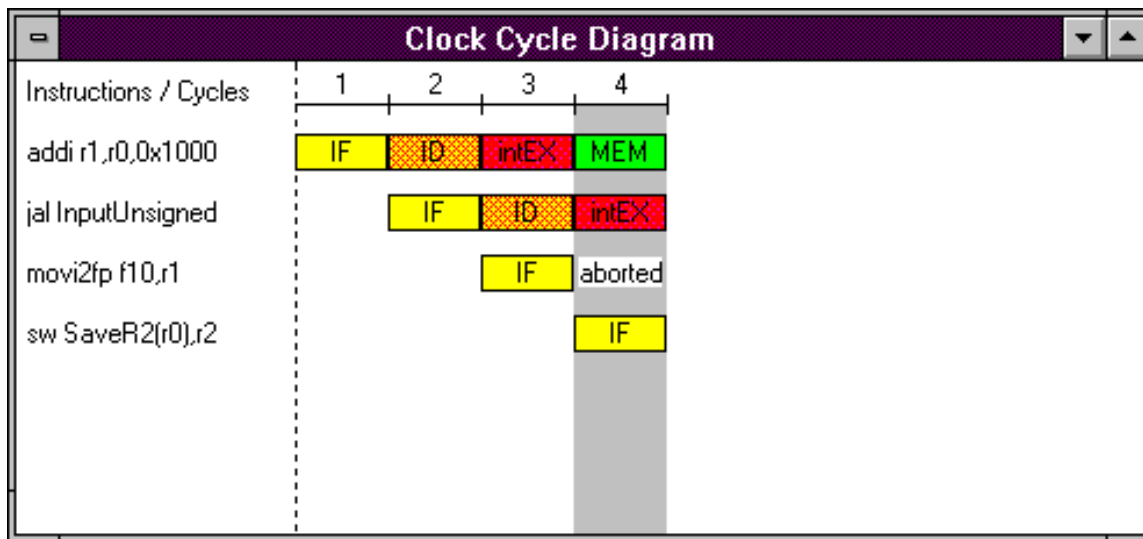 Clock Cycle Diagram
Instructions / Cycles 1 2 3 4
addi r1,r0,0x1000 IF ID intEX MEM
jal InputUnsigned IF ID intEX
movi2fp f10,r1 IF aborted
sw SaveR2(r0),r2 IF